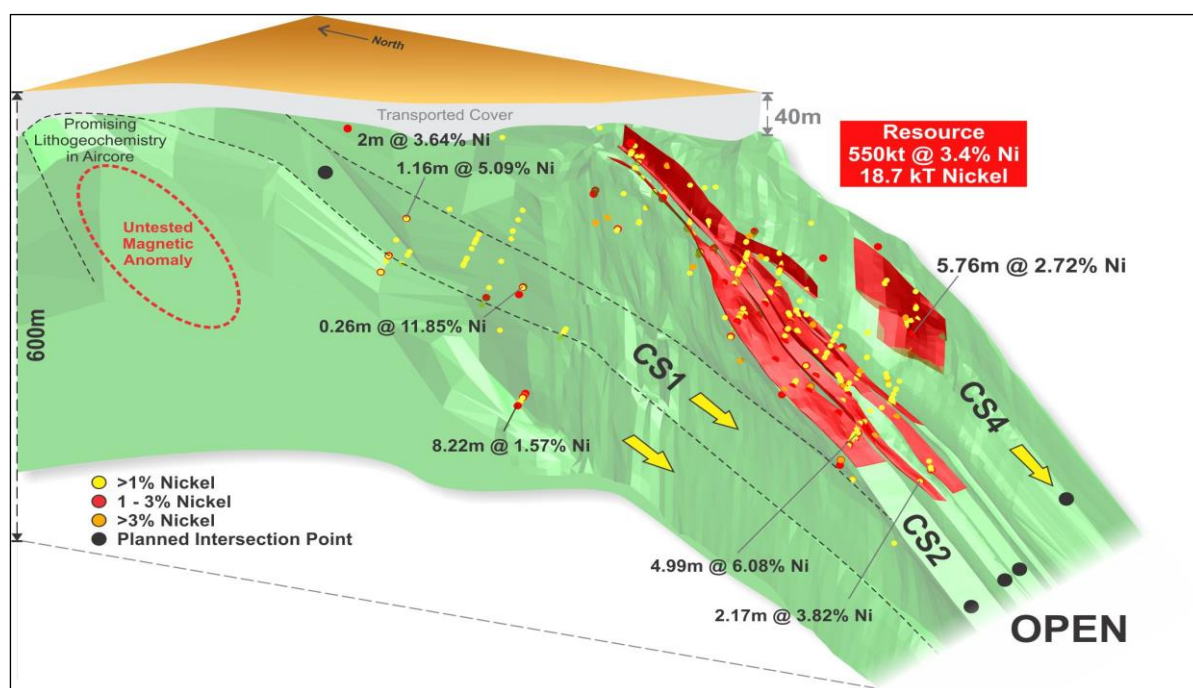 North
Transported Cover
40m
Promising
Lithogeochemistry
in Aircore
2m @ 3.64% Ni
1.16m @ 5.09% Ni
Resource
550kt @ 3.4% Ni
18.7 kT Nickel
Untested
Magnetic
Anomaly
5.76m @ 2.72% Ni
600m
0.26m @ 11.85% Ni
CS1
CS4
8.22m @ 1.57% Ni
>1% Nickel
1 - 3% Nickel
>3% Nickel
Planned Intersection Point
CS2
4.99m @ 6.08% Ni
2.17m @ 3.82% Ni
OPEN